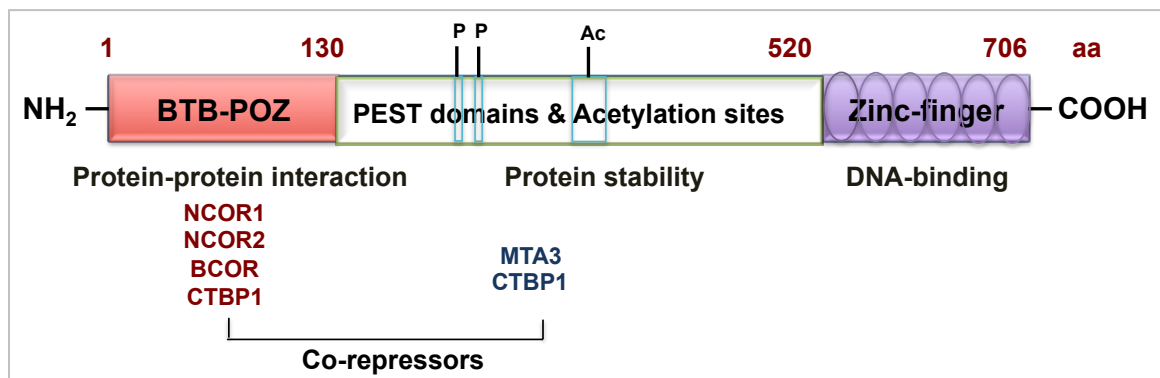 P P Ac
1 130 520 706 aa
NH2 BTB-POZ PEST domains & Acetylation sites Zinc-finger COOH
Protein-protein interaction Protein stability DNA-binding
NCOR1
NCOR2
BCOR MTA3
CTBP1 CTBP1
Co-repressors